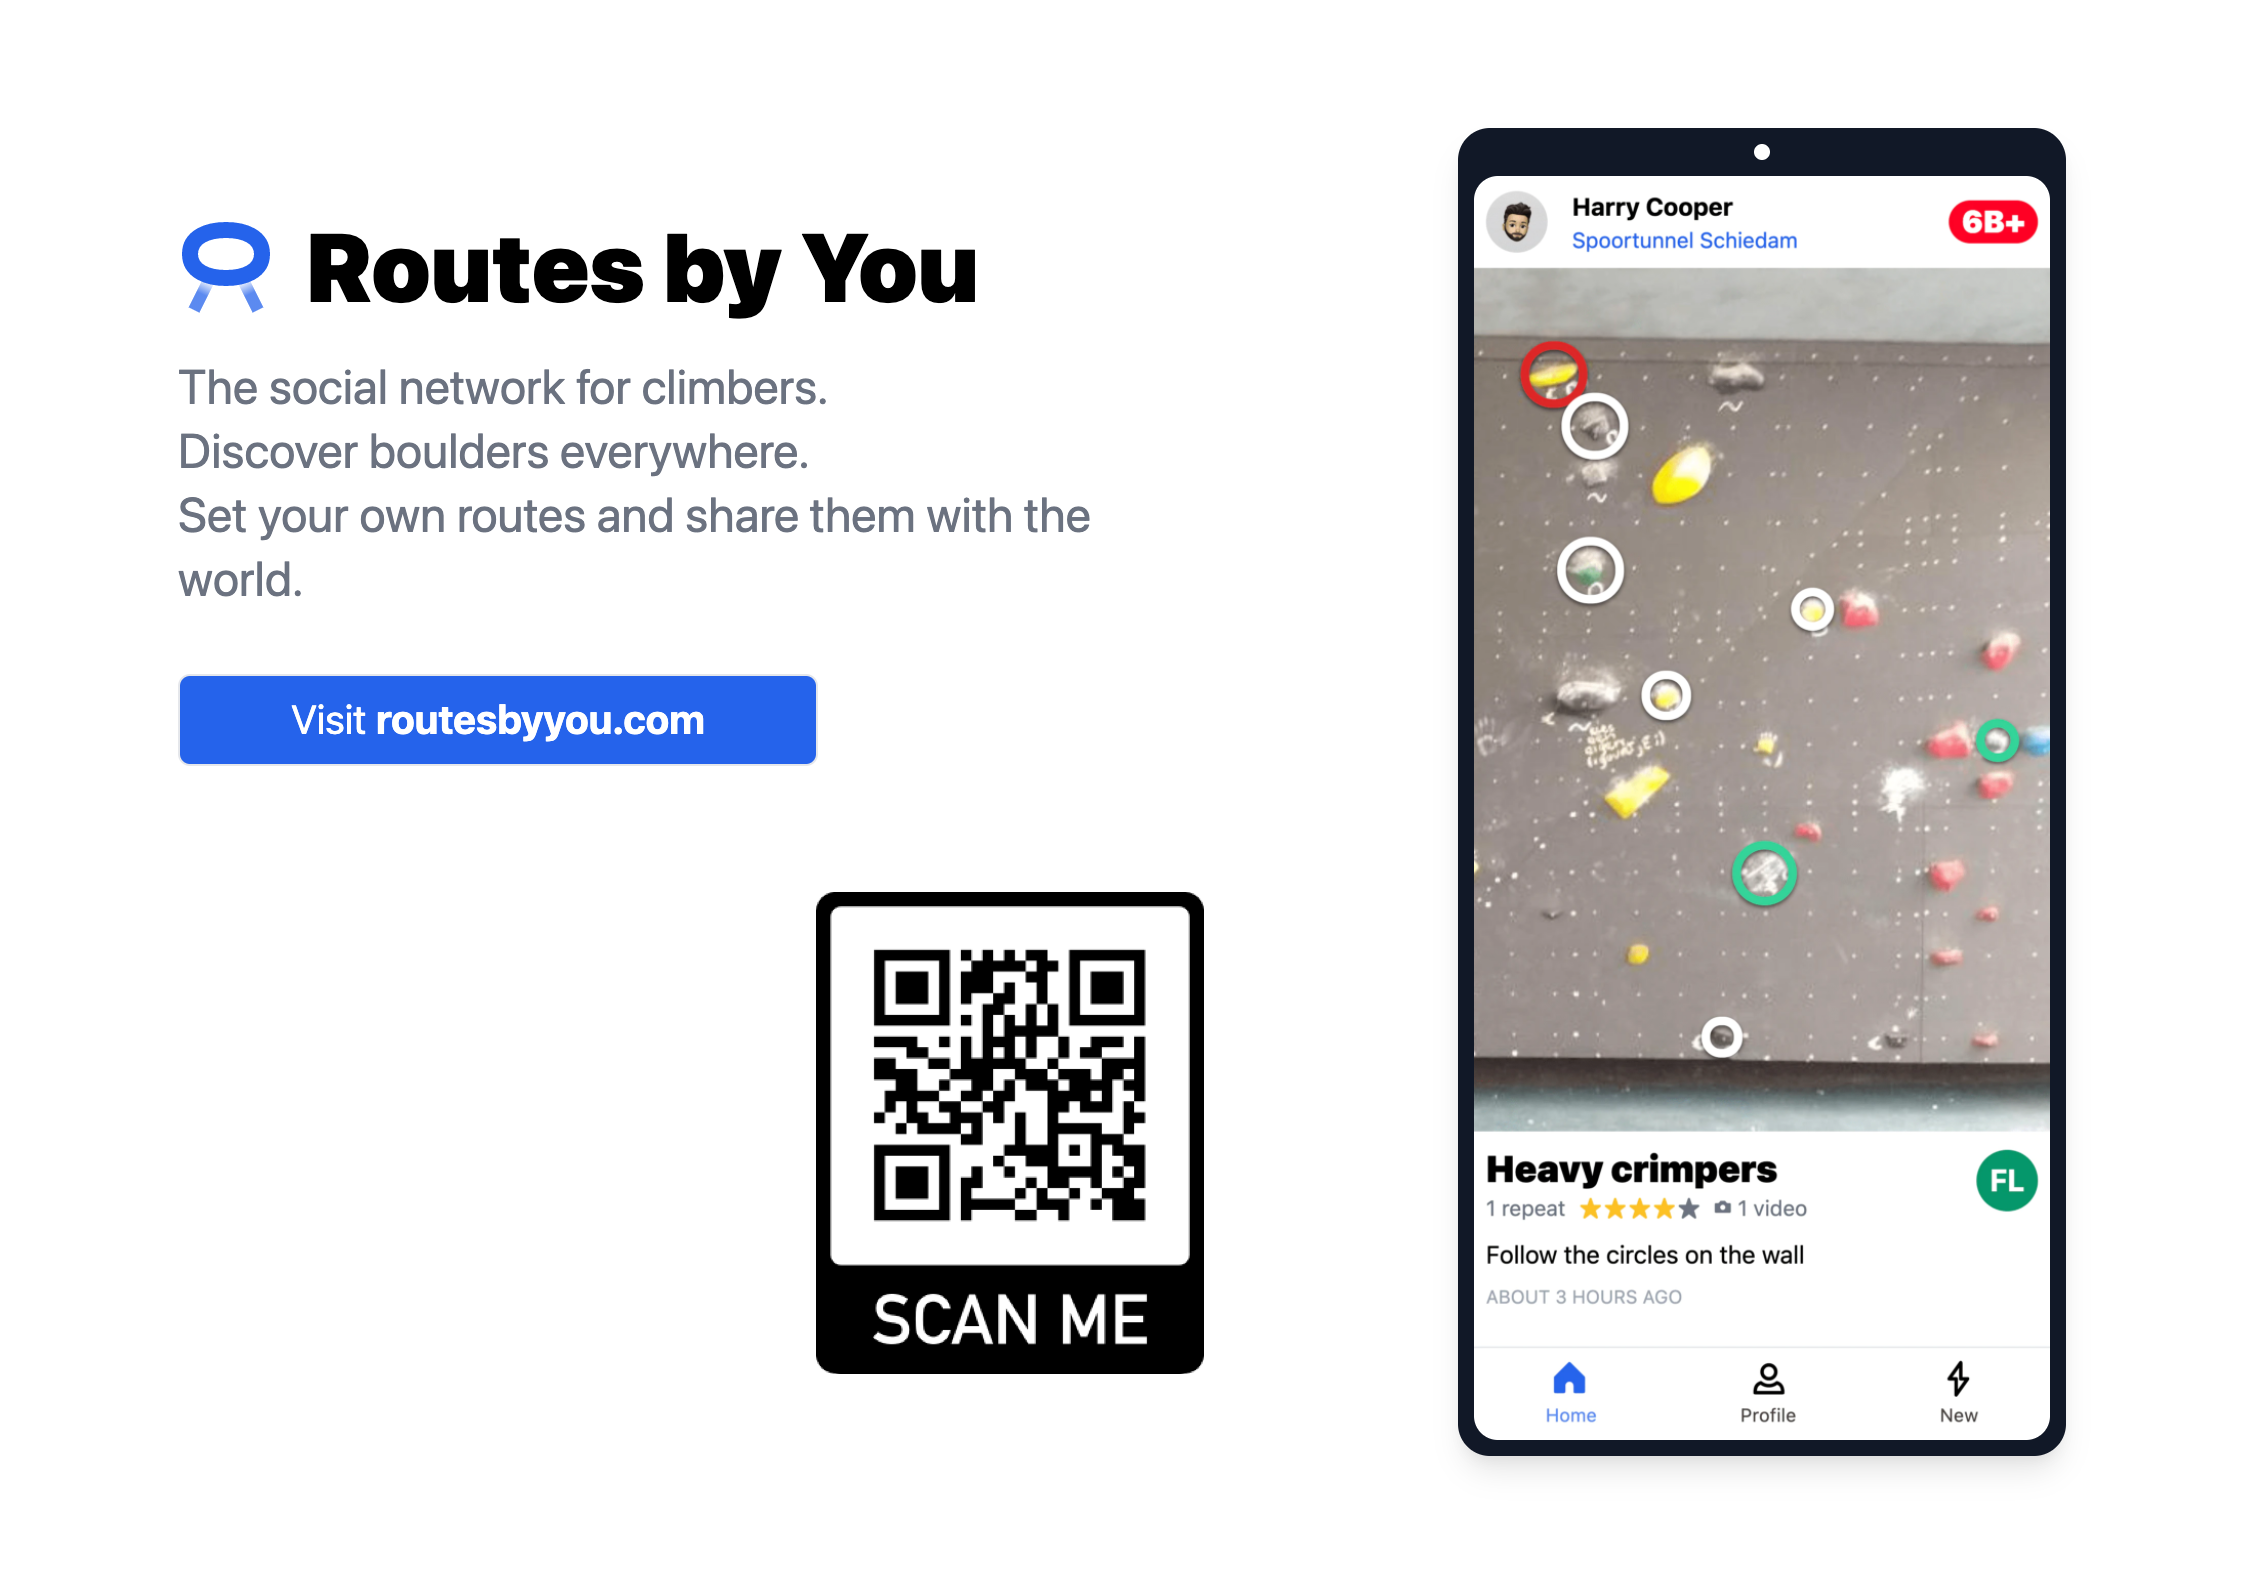 Routes by You
The social network for climbers.
Discover boulders everywhere.
Set your own routes and share them with the
world.
Visit routesbyyou.com
SCAN ME
Harry Cooper
Spoortunnel Schiedam
6B+
Heavy crimpers
FL
1 repeat
1 video
Follow the circles on the wall
ABOUT 3 HOURS AGO
Home
Profile
New